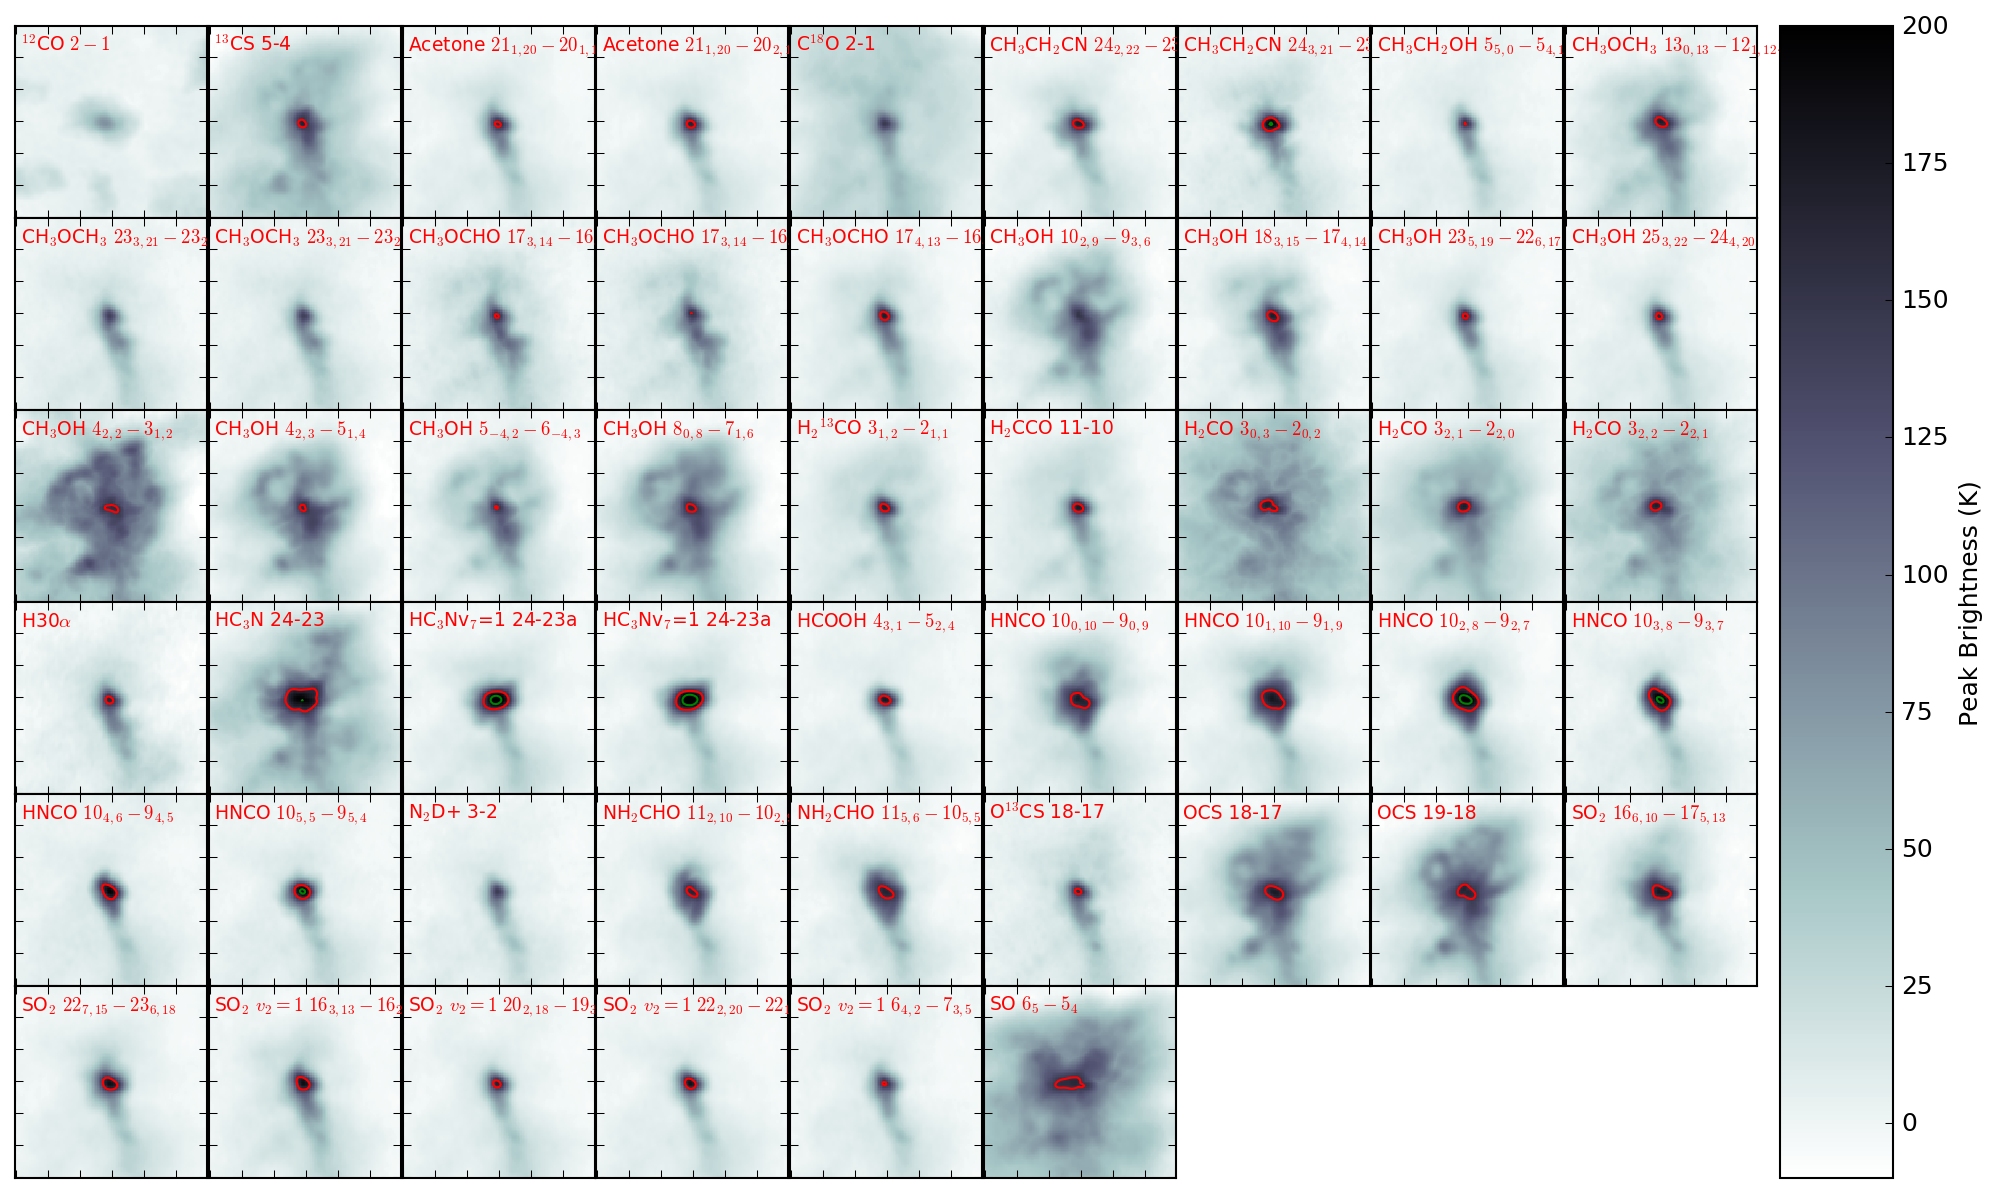 ¹²CO 2 − 1
¹³CS 5-4
Acetone 21₁,₂₀ − 20₁,₁
Acetone 21₁,₂₀ − 20₂,
C¹⁸O 2-1
CH₃CH₂CN 24₂,₂₂ − 23
CH₃CH₂CN 24₃,₂₁ − 23
CH₃CH₂OH 5₅,₀ − 5₄,₁
CH₃OCH₃ 13₀,₁₃ − 12₁,₁₂
CH₃OCH₃ 23₃,₂₁ − 23₂
CH₃OCH₃ 23₃,₂₁ − 23₂
CH₃OCHO 17₃,₁₄ − 16
CH₃OCHO 17₃,₁₄ − 16
CH₃OCHO 17₄,₁₃ − 16
CH₃OH 10₂,₉ − 9₃,₆
CH₃OH 18₃,₁₅ − 17₄,₁₄
CH₃OH 23₅,₁₉ − 22₆,₁₇
CH₃OH 25₃,₂₂ − 24₄,₂₀
CH₃OH 4₂,₂ − 3₁,₂
CH₃OH 4₂,₃ − 5₁,₄
CH₃OH 5₋₄,₂ − 6₋₄,₃
CH₃OH 8₀,₈ − 7₁,₆
H₂¹³CO 3₁,₂ − 2₁,₁
H₂CCO 11-10
H₂CO 3₀,₃ − 2₀,₂
H₂CO 3₂,₁ − 2₂,₀
H₂CO 3₂,₂ − 2₂,₁
H30α
HC₃N 24-23
HC₃Nv₇=1 24-23a
HC₃Nv₇=1 24-23a
HCOOH 4₃,₁ − 5₂,₄
HNCO 10₀,₁₀ − 9₀,₉
HNCO 10₁,₁₀ − 9₁,₉
HNCO 10₂,₈ − 9₂,₇
HNCO 10₃,₈ − 9₃,₇
HNCO 10₄,₆ − 9₄,₅
HNCO 10₅,₅ − 9₅,₄
N₂D+ 3-2
NH₂CHO 11₂,₁₀ − 10₂,
NH₂CHO 11₅,₆ − 10₅,₅
O¹³CS 18-17
OCS 18-17
OCS 19-18
SO₂ 16₆,₁₀ − 17₅,₁₃
SO₂ 22₇,₁₅ − 23₆,₁₈
SO₂ v₂ = 1 16₃,₁₃ − 16₂
SO₂ v₂ = 1 20₂,₁₈ − 19₃
SO₂ v₂ = 1 22₂,₂₀ − 22
SO₂ v₂ = 1 6₄,₂ − 7₃,₅
SO 6₅ − 5₄
200
175
150
125
100
75
50
25
0
Peak Brightness (K)